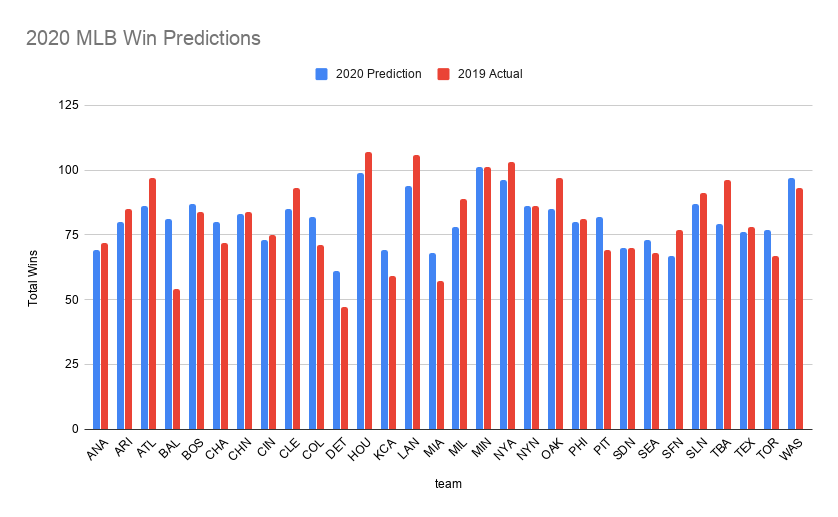 2020 MLB Win Predictions
2020 Prediction
2019 Actual
125
100
75
50
25
0
Total Wins
ANA
ARI
ATL
BAL
BOS
CHA
CHN
CIN
CLE
COL
DET
HOU
KCA
LAN
MIA
MIL
MIN
NYA
NYN
OAK
PHI
PIT
SDN
SEA
SFN
SLN
TBA
TEX
TOR
WAS
team